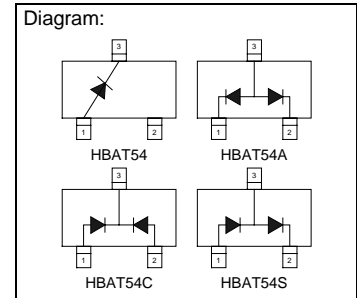 Diagram:
3 3
1 2 1 2
HBAT54 HBAT54A
3 3
1 2 1 2
HBAT54C HBAT54S